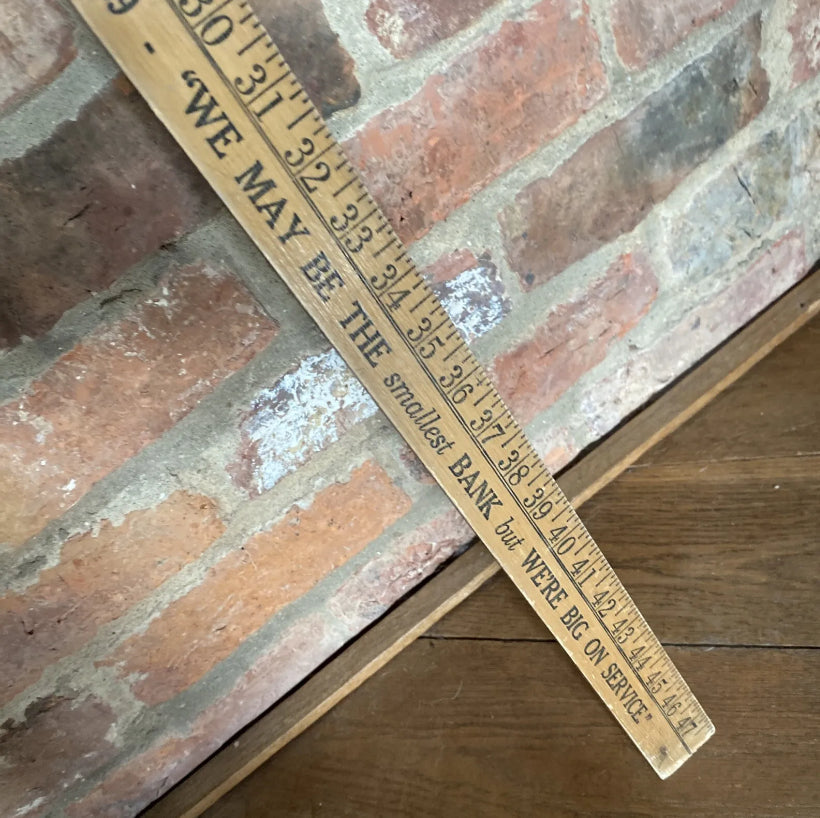 30 31 32 33 34 35 36 37 38 39 40 41 42 43 44 45 46 47
9 - "WE MAY BE THE smallest BANK but WE'RE BIG ON SERVICE"